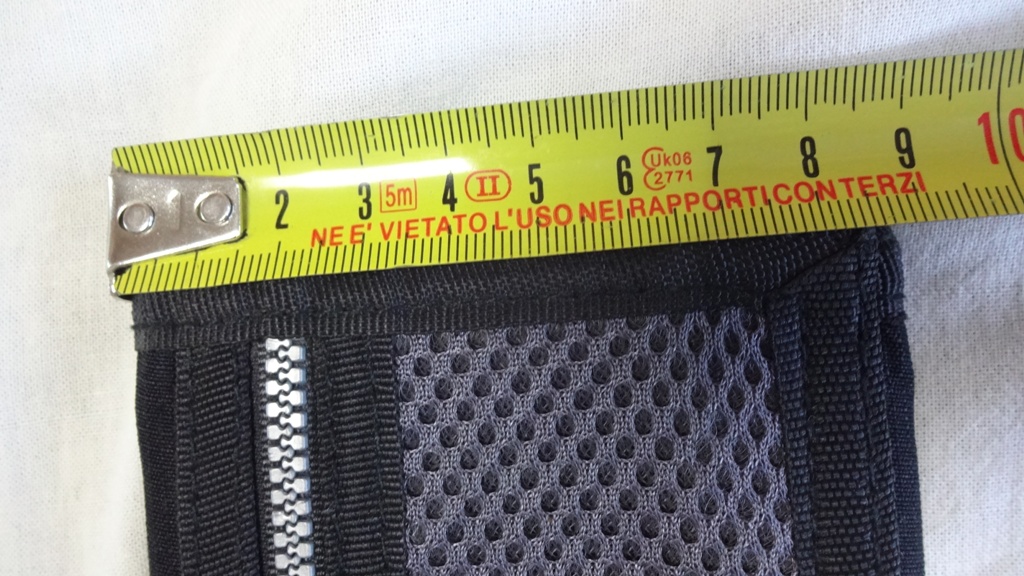 2 3 5m 4 II 5 6 Uk06 2771 7 8 9 10
NE E' VIETATO L'USO NEI RAPPORTI CON TERZI